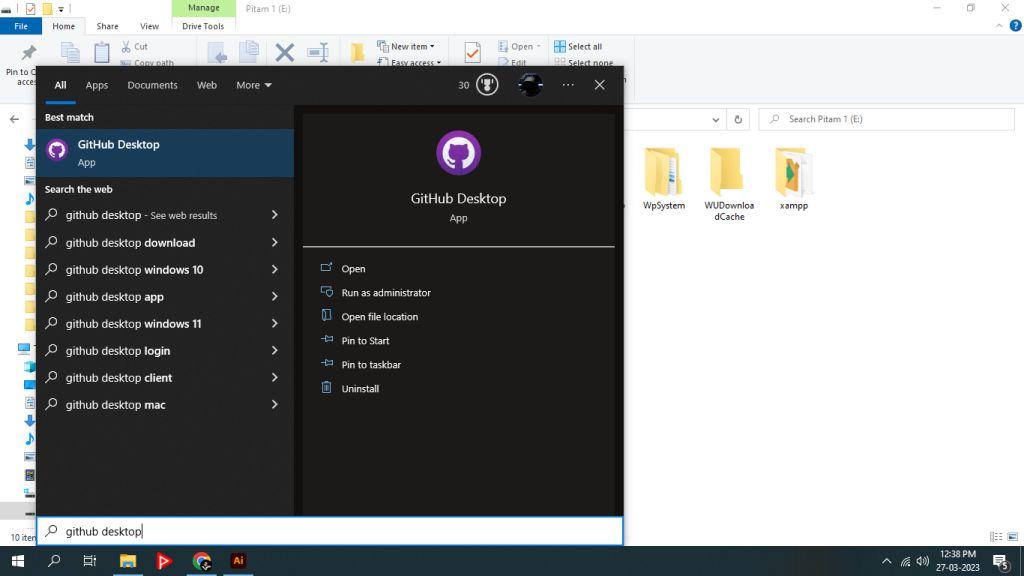 Manage
Pitam 1 (E:)
File
Home
Share
View
Drive Tools
Cut
Copy path
New item
Easy access
Open
Edit
Select all
Select none
All
Apps
Documents
Web
More
30
Search Pitam 1 (E:)
Best match
GitHub Desktop
App
Search the web
github desktop - See web results
github desktop download
github desktop windows 10
github desktop app
github desktop windows 11
github desktop login
github desktop client
github desktop mac
GitHub Desktop
App
Open
Run as administrator
Open file location
Pin to Start
Pin to taskbar
Uninstall
WpSystem
WUDownloa
dCache
xampp
github desktop
10 item
Ai
12:38 PM
27-03-2023
5